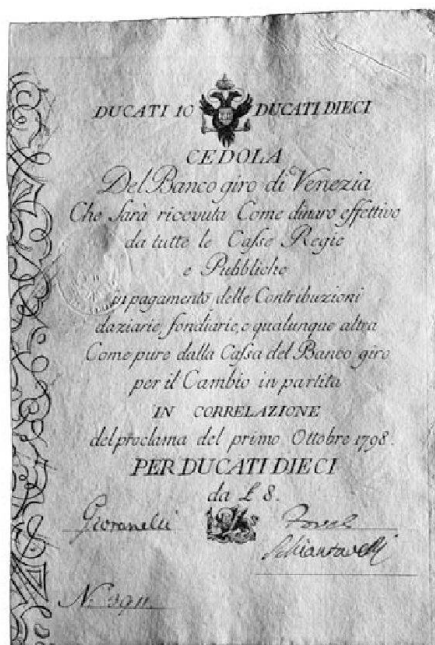 DUCATI 10 DUCATI DIECI
CEDOLA
Del Banco giro di Venezia
Che Sarà ricevuta Come dinaro effettivo
da tutte le Casse Regie
e Pubbliche
in pagamento delle Contribuzioni
daziarie, fondiarie, e qualunque altra
Come pure dalla Cassa del Banco giro
per il Cambio in partita
IN CORRELAZIONE
del proclama del primo Ottobre 1798.
PER DUCATI DIECI
da £ 8.
Giovanelli
Schiantarelli
N. 3911